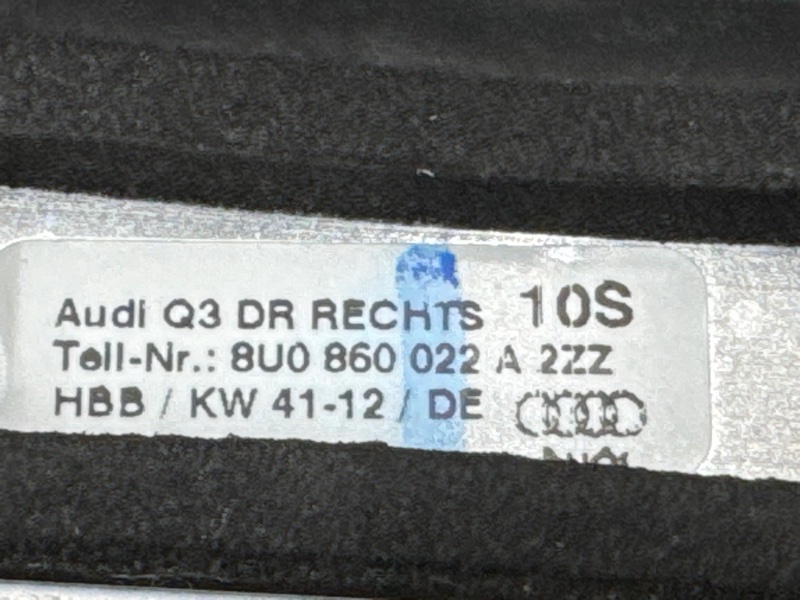 Audi Q3 DR RECHTS 10S
Teil-Nr.: 8U0 860 022 A 2ZZ
HBB / KW 41-12 / DE